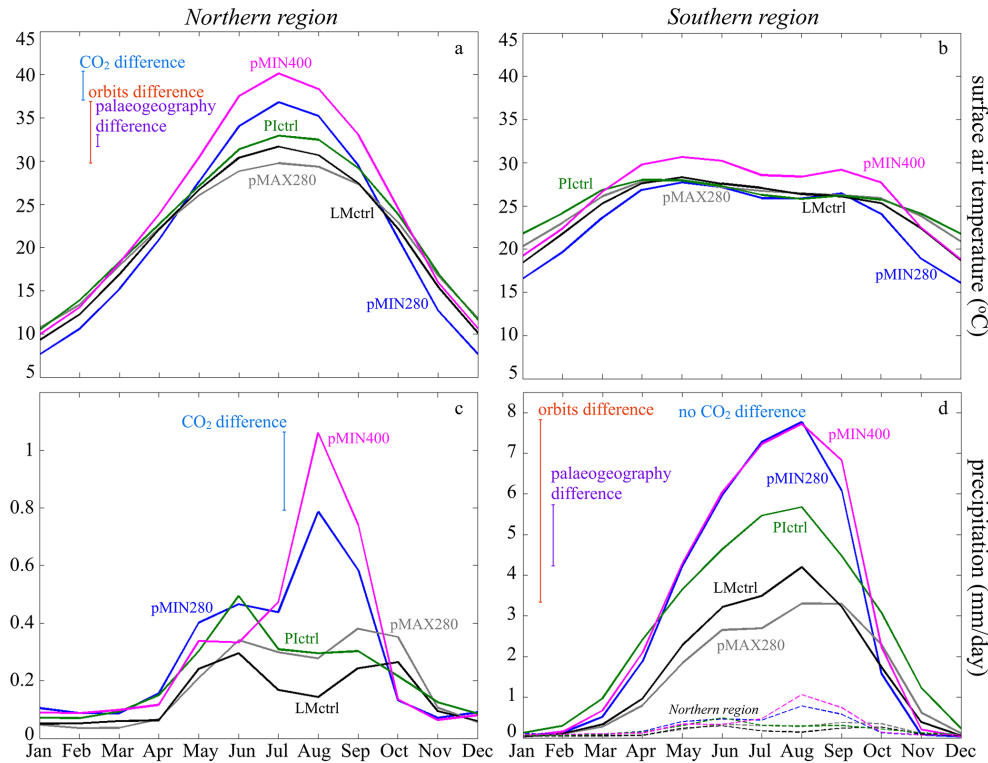 Northern region
Southern region
a
CO2 difference
orbits difference
palaeogeography
difference
pMIN400
PIctrl
pMAX280
LMctrl
pMIN280
40
35
30
25
20
15
10
5
b
PIctrl
pMIN400
pMAX280
LMctrl
pMIN280
40
35
30
25
20
15
10
5
surface air temperature (oC)
c
CO2 difference
pMIN400
pMIN280
PIctrl
pMAX280
LMctrl
1
0.8
0.6
0.4
0.2
0
Jan Feb Mar Apr May Jun Jul Aug Sep Oct Nov Dec
d
orbits difference
no CO2 difference
pMIN400
pMIN280
palaeogeography
difference
PIctrl
LMctrl
pMAX280
Northern region
8
7
6
5
4
3
2
1
0
Jan Feb Mar Apr May Jun Jul Aug Sep Oct Nov Dec
precipitation (mm/day)